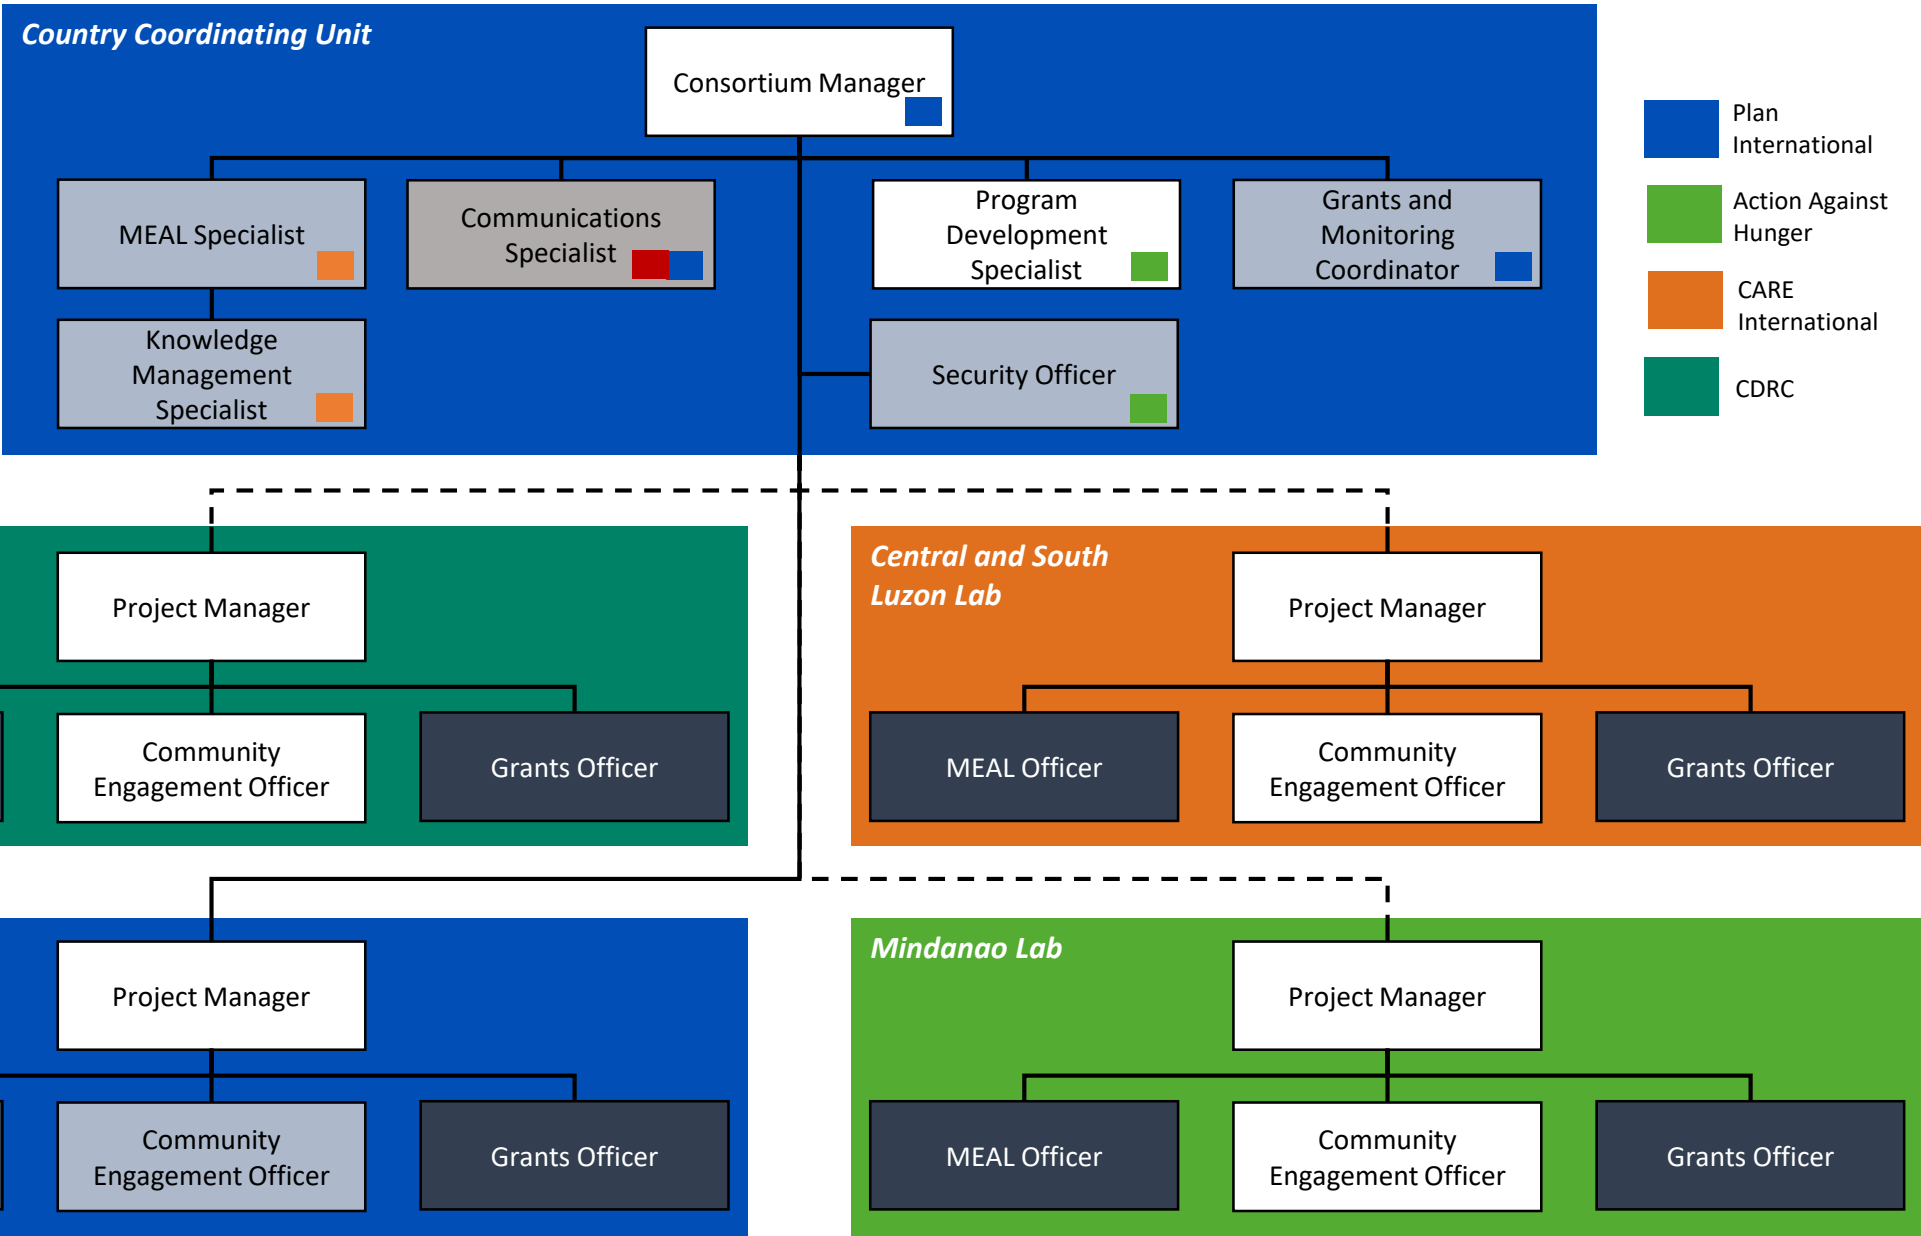 Country Coordinating Unit
Consortium Manager
MEAL Specialist
Communications
Specialist
Program
Development
Specialist
Grants and
Monitoring
Coordinator
Knowledge
Management
Specialist
Security Officer
Plan
International
Action Against
Hunger
CARE
International
CDRC
Project Manager
Community
Engagement Officer
Grants Officer
Central and South
Luzon Lab
Project Manager
MEAL Officer
Community
Engagement Officer
Grants Officer
Project Manager
Community
Engagement Officer
Grants Officer
Mindanao Lab
Project Manager
MEAL Officer
Community
Engagement Officer
Grants Officer